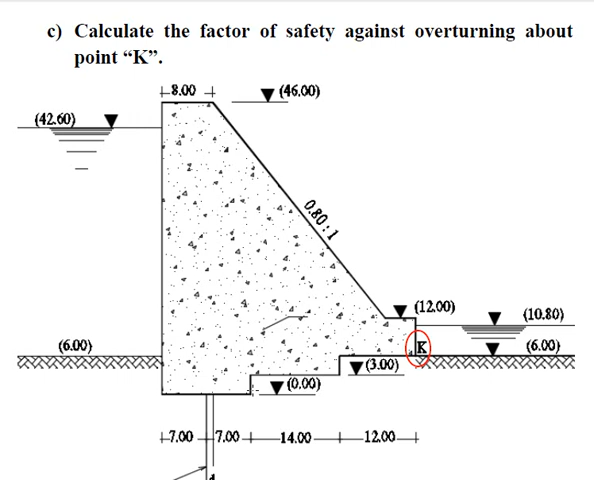 c) Calculate the factor of safety against overturning about
point “K”.
8.00
(46.00)
(42.60)
0.80 : 1
(12.00)
(10.80)
(6.00)
K
(6.00)
(3.00)
(0.00)
7.00 7.00 14.00 12.00